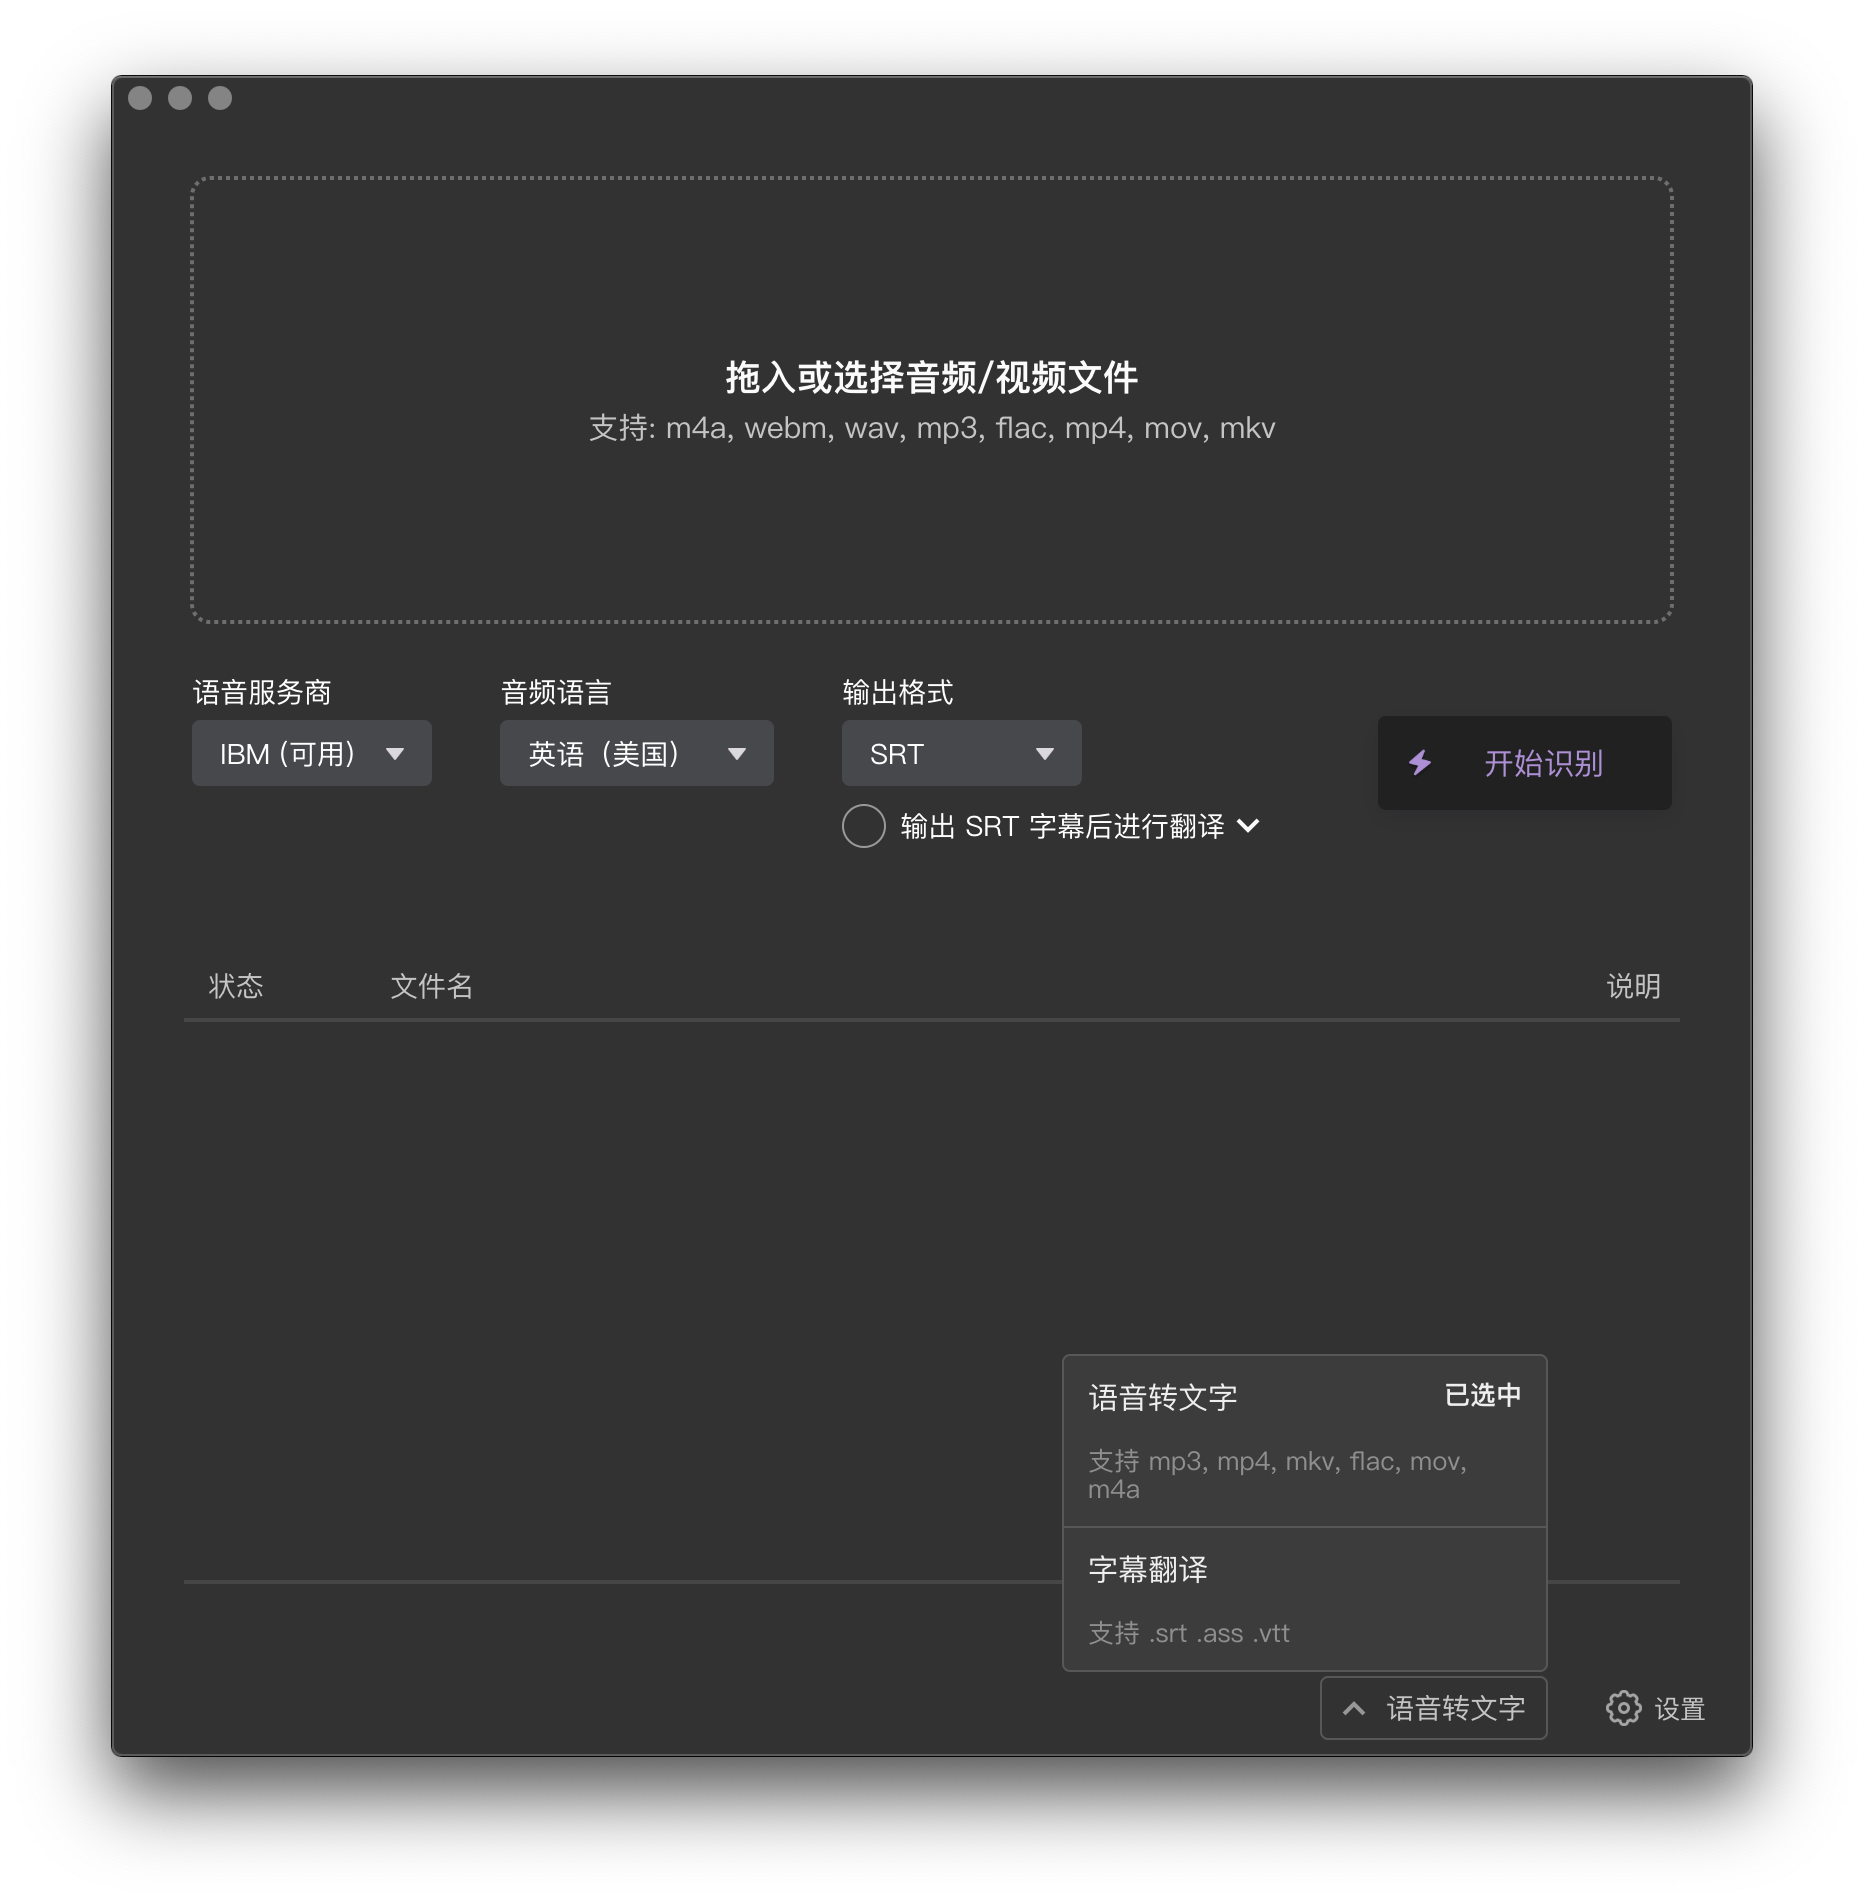 拖入或选择音频/视频文件
支持: m4a, webm, wav, mp3, flac, mp4, mov, mkv
语音服务商
音频语言
输出格式
IBM (可用)
英语（美国）
SRT
开始识别
输出 SRT 字幕后进行翻译
状态
文件名
说明
语音转文字
已选中
支持 mp3, mp4, mkv, flac, mov,
m4a
字幕翻译
支持 .srt .ass .vtt
语音转文字
设置